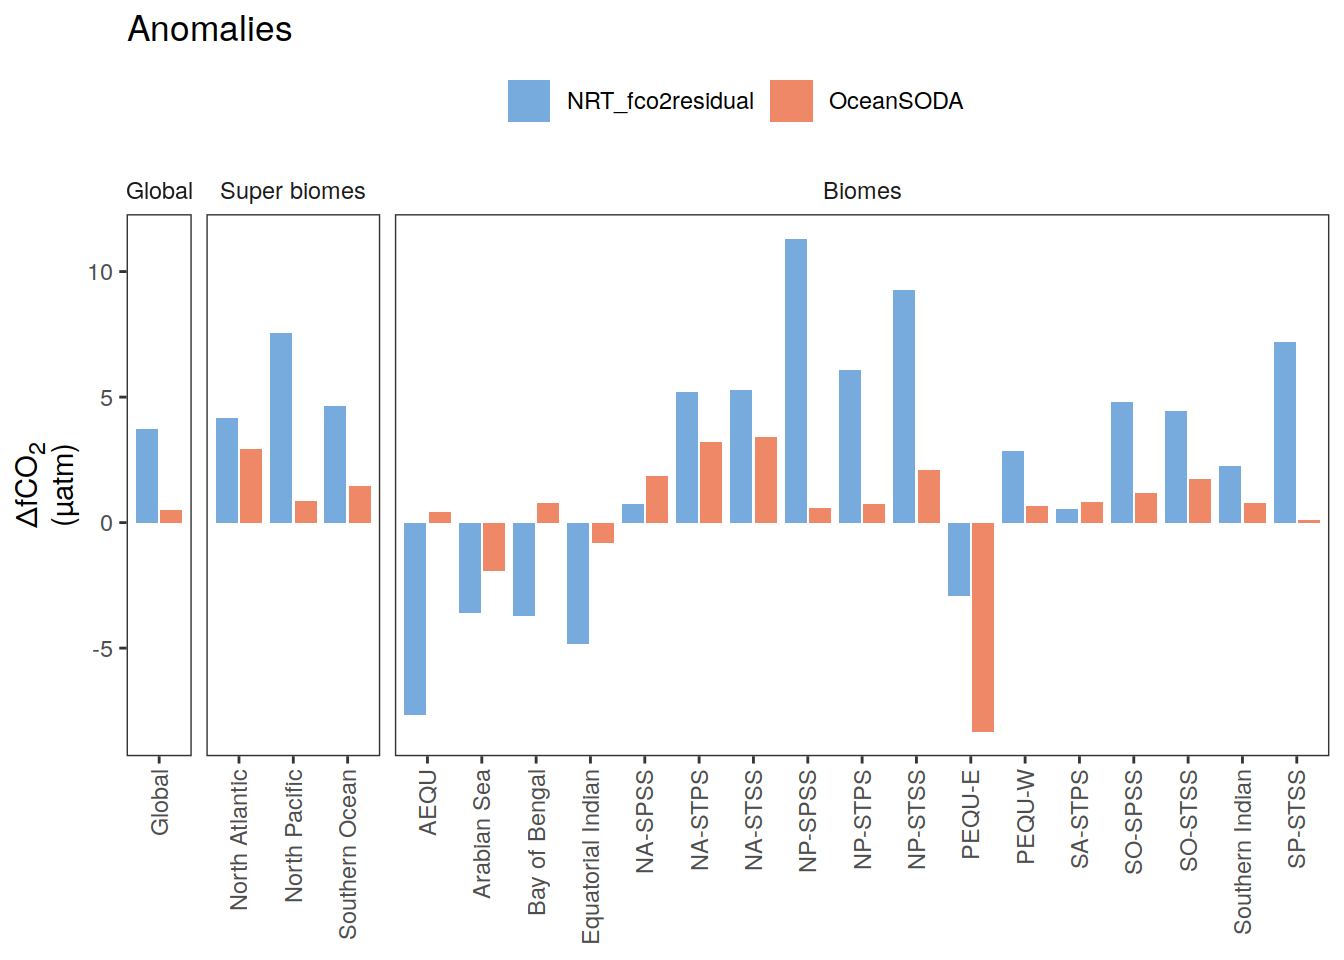 Anomalies
NRT_fco2residual
OceanSODA
Global
Super biomes
Biomes
ΔfCO₂
(µatm)
10
5
0
-5
Global
North Atlantic
North Pacific
Southern Ocean
AEQU
Arabian Sea
Bay of Bengal
Equatorial Indian
NA-SPSS
NA-STPS
NA-STSS
NP-SPSS
NP-STPS
NP-STSS
PEQU-E
PEQU-W
SA-STPS
SO-SPSS
SO-STSS
Southern Indian
SP-STSS